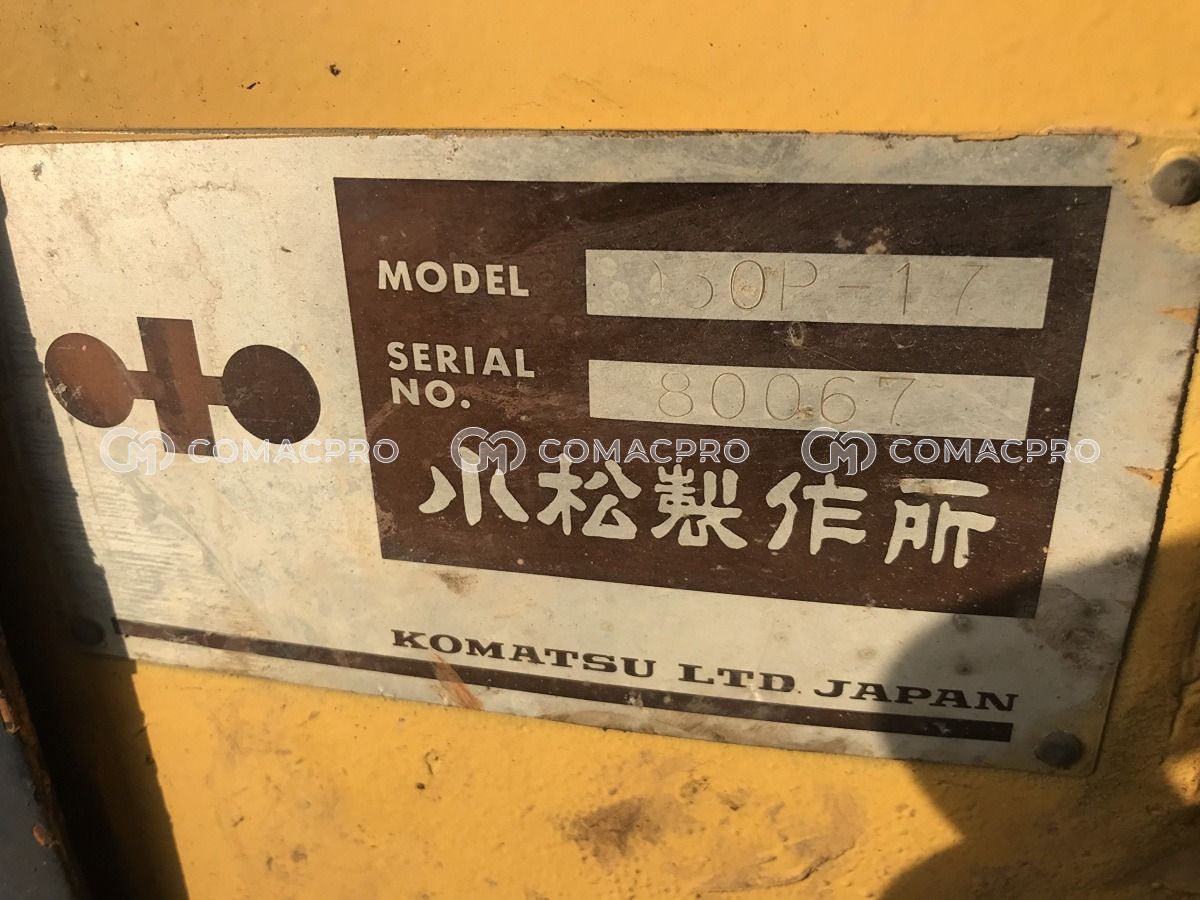 MODEL D50P-17
SERIAL NO. 80067
COMACPRO COMACPRO COMACPRO
小松製作所
KOMATSU LTD. JAPAN